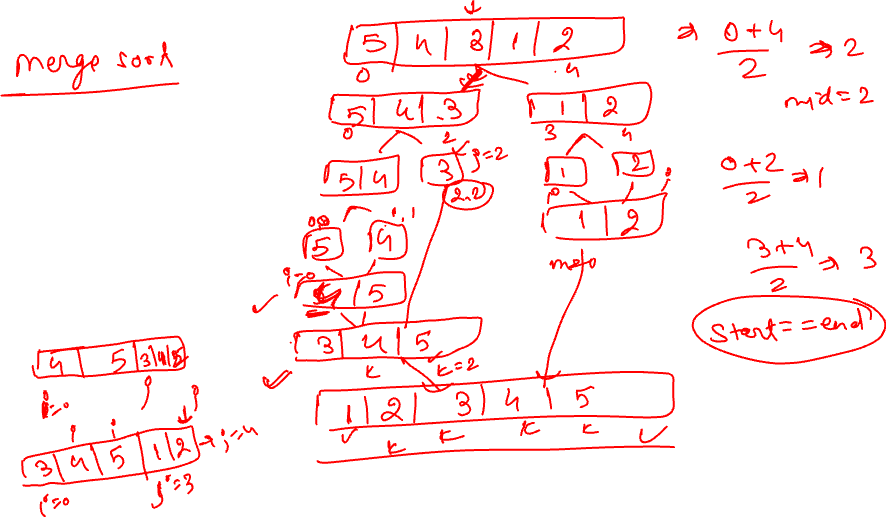 merge sort
5 4 3 1 2
0 4
5 4 3
0 2
1 2
3 4
5 4
3 j=2
2,2
1 2
5 4
1 2
i=0
5
3 4 5
k k=2
1 2 3 4 5
k k k k
4 5 3 4 5
i=0 j
i i j
3 4 5 1 2 → j=4
i=0 j=3
⇒ 0+4 / 2 ⇒ 2
mid=2
0+2 / 2 ⇒ 1
3+4 / 2 ⇒ 3
start==end